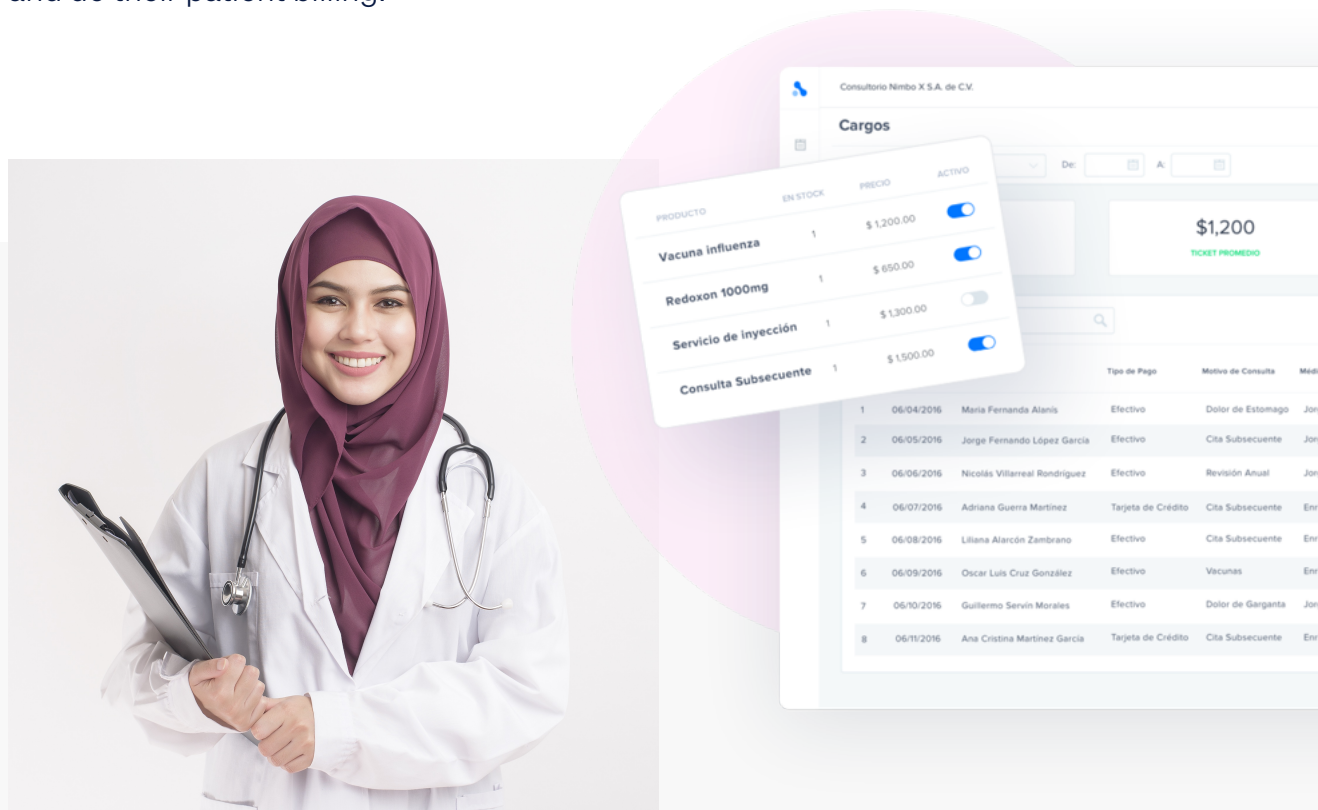 and do their patient billing.
Consultorio Nimbo X S.A. de C.V.
Cargos
De: A:
PRODUCTO EN STOCK PRECIO ACTIVO
Vacuna influenza 1 $ 1,200.00
Redoxon 1000mg 1 $ 650.00
Servicio de inyección 1 $ 1,300.00
Consulta Subsecuente 1 $ 1,500.00
$1,200
TICKET PROMEDIO
Tipo de Pago Motivo de Consulta
1 06/04/2016 Maria Fernanda Alanis Efectivo Dolor de Estomago
2 06/05/2016 Jorge Fernando López García Efectivo Cita Subsecuente
3 06/06/2016 Nicolás Villarreal Rondriguez Efectivo Revisión Anual
4 06/07/2016 Adriana Guerra Martínez Tarjeta de Crédito Cita Subsecuente
5 06/08/2016 Liliana Alarcón Zambrano Efectivo Cita Subsecuente
6 06/09/2016 Oscar Luis Cruz González Efectivo Vacunas
7 06/10/2016 Guillermo Servín Morales Efectivo Dolor de Garganta
8 06/11/2016 Ana Cristina Martínez García Tarjeta de Crédito Cita Subsecuente